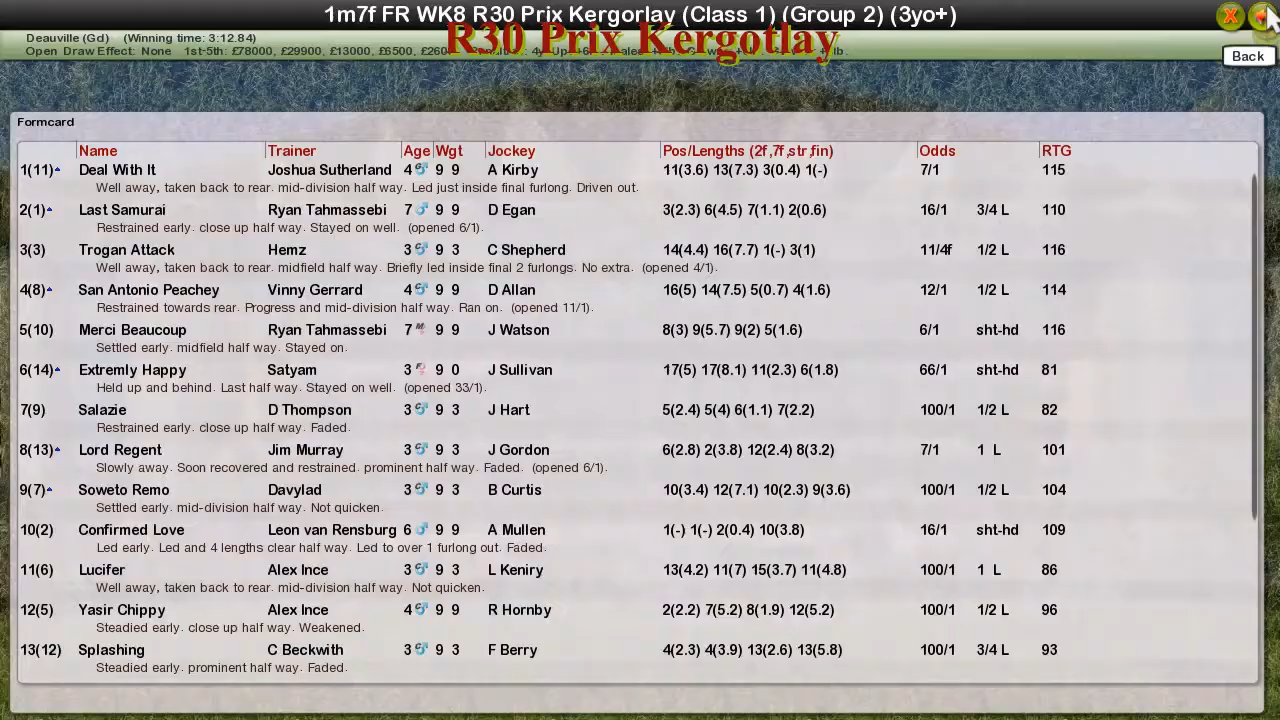 1m7f FR WK8 R30 Prix Kergorlay (Class 1) (Group 2) (3yo+)
R30 Prix Kergotlay
Deauville (Gd) (Winning time: 3:12.84)
Open Draw Effect: None 1st-5th: £78000, £29900, £13000, £6500, £260
Back
Formcard
Name Trainer Age Wgt Jockey Pos/Lengths (2f,7f,str,fin) Odds RTG
1(11) Deal With It Joshua Sutherland 4 9 9 A Kirby 11(3.6) 13(7.3) 3(0.4) 1(-) 7/1 115
Well away, taken back to rear. mid-division half way. Led just inside final furlong. Driven out.
2(1) Last Samurai Ryan Tahmassebi 7 9 9 D Egan 3(2.3) 6(4.5) 7(1.1) 2(0.6) 16/1 3/4 L 110
Restrained early. close up half way. Stayed on well. (opened 6/1).
3(3) Trogan Attack Hemz 3 9 3 C Shepherd 14(4.4) 16(7.7) 1(-) 3(1) 11/4f 1/2 L 116
Well away, taken back to rear. midfield half way. Briefly led inside final 2 furlongs. No extra. (opened 4/1).
4(8) San Antonio Peachey Vinny Gerrard 4 9 9 D Allan 16(5) 14(7.5) 5(0.7) 4(1.6) 12/1 1/2 L 114
Restrained towards rear. Progress and mid-division half way. Ran on. (opened 11/1).
5(10) Merci Beaucoup Ryan Tahmassebi 7 9 9 J Watson 8(3) 9(5.7) 9(2) 5(1.6) 6/1 sht-hd 116
Settled early. midfield half way. Stayed on.
6(14) Extremly Happy Satyam 3 9 0 J Sullivan 17(5) 17(8.1) 11(2.3) 6(1.8) 66/1 sht-hd 81
Held up and behind. Last half way. Stayed on well. (opened 33/1).
7(9) Salazie D Thompson 3 9 3 J Hart 5(2.4) 5(4) 6(1.1) 7(2.2) 100/1 1/2 L 82
Restrained early. close up half way. Faded.
8(13) Lord Regent Jim Murray 3 9 3 J Gordon 6(2.8) 2(3.8) 12(2.4) 8(3.2) 7/1 1 L 101
Slowly away. Soon recovered and restrained. prominent half way. Faded. (opened 6/1).
9(7) Soweto Remo Davylad 3 9 3 B Curtis 10(3.4) 12(7.1) 10(2.3) 9(3.6) 100/1 1/2 L 104
Settled early. mid-division half way. Not quicken.
10(2) Confirmed Love Leon van Rensburg 6 9 9 A Mullen 1(-) 1(-) 2(0.4) 10(3.8) 16/1 sht-hd 109
Led early. Led and 4 lengths clear half way. Led to over 1 furlong out. Faded.
11(6) Lucifer Alex Ince 3 9 3 L Keniry 13(4.2) 11(7) 15(3.7) 11(4.8) 100/1 1 L 86
Well away, taken back to rear. mid-division half way. Not quicken.
12(5) Yasir Chippy Alex Ince 4 9 9 R Hornby 2(2.2) 7(5.2) 8(1.9) 12(5.2) 100/1 1/2 L 96
Steadied early. close up half way. Weakened.
13(12) Splashing C Beckwith 3 9 3 F Berry 4(2.3) 4(3.9) 13(2.6) 13(5.8) 100/1 3/4 L 93
Steadied early. prominent half way. Faded.